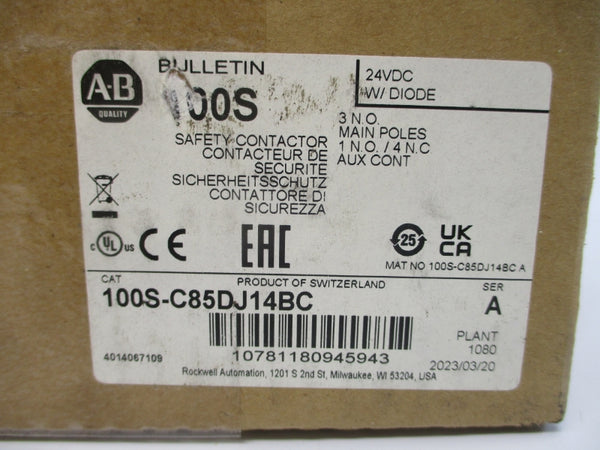 A-B
QUALITY
BULLETIN
100S
24VDC
W/ DIODE
SAFETY CONTACTOR
CONTACTEUR DE
SECURITE
SICHERHEITSSCHUTZ
CONTATTORE DI
SICUREZZA
3 N.O.
MAIN POLES
1 N.O. / 4 N.C
AUX CONT
c UL us
CE
EAC
25
UK
CA
MAT NO 100S-C85DJ14BC A
CAT
PRODUCT OF SWITZERLAND
SER
100S-C85DJ14BC
A
PLANT
1080
4014067109
10781180945943
2023/03/20
Rockwell Automation, 1201 S 2nd St, Milwaukee, WI 53204, USA